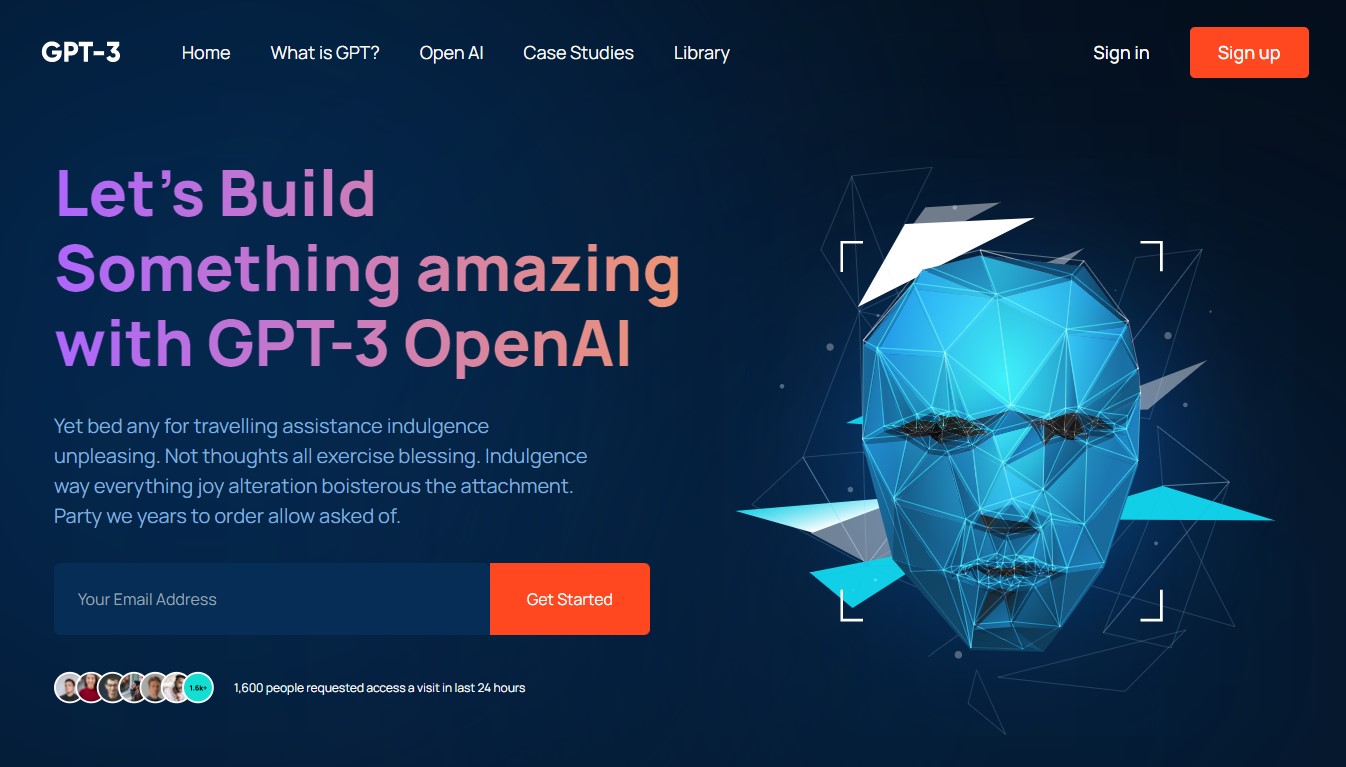 GPT-3
Home What is GPT? Open AI Case Studies Library
Sign in Sign up
Let’s Build
Something amazing
with GPT-3 OpenAI
Yet bed any for travelling assistance indulgence
unpleasing. Not thoughts all exercise blessing. Indulgence
way everything joy alteration boisterous the attachment.
Party we years to order allow asked of.
Your Email Address Get Started
1.6k+ 1,600 people requested access a visit in last 24 hours